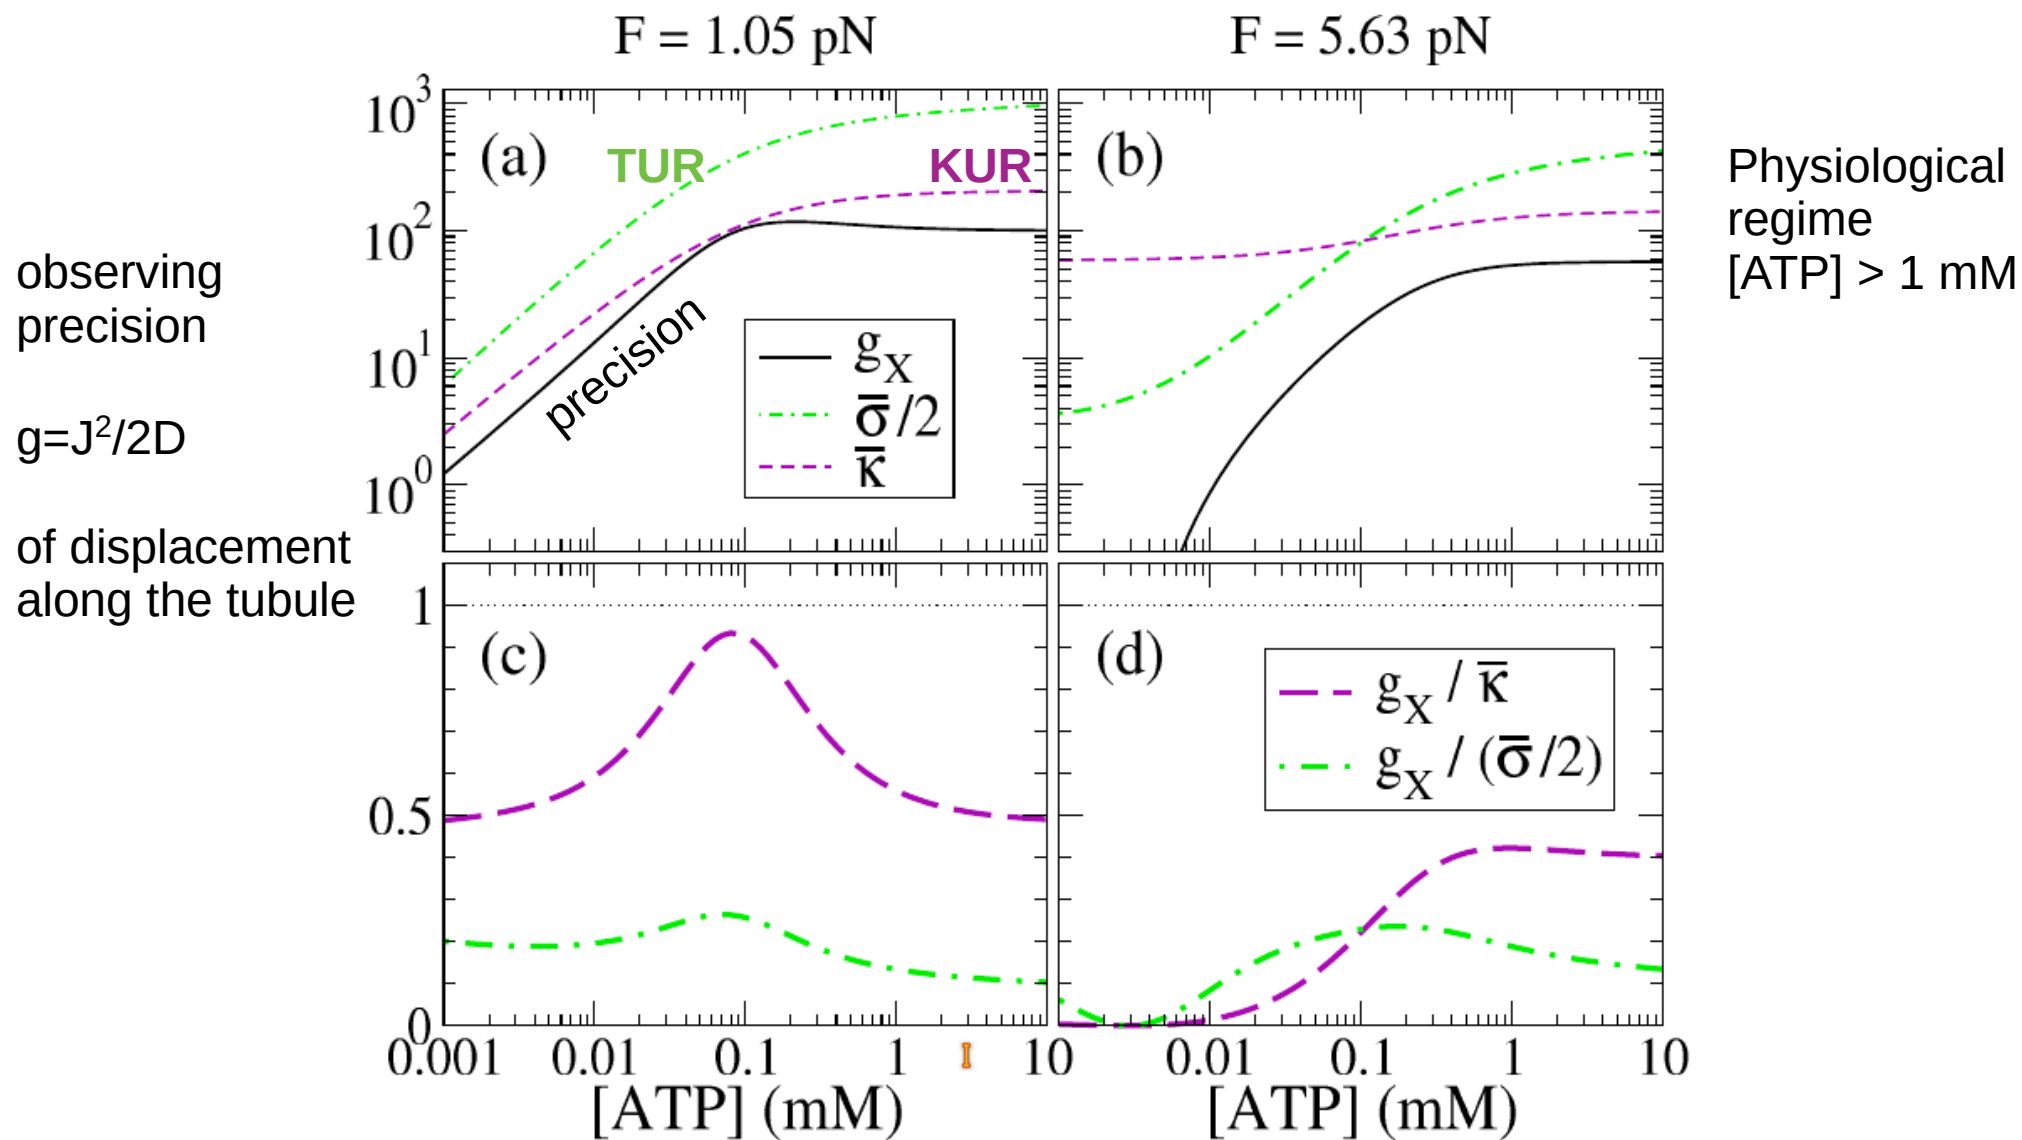 F = 1.05 pN
F = 5.63 pN
observing
precision
g=J²/2D
of displacement
along the tubule
10³
10²
10¹
10⁰
(a)
TUR
KUR
precision
g_X
σ̄/2
κ̄
(b)
Physiological
regime
[ATP] > 1 mM
1
0.5
0
(c)
(d)
g_X / κ̄
g_X / (σ̄/2)
0.001
0.01
0.1
1
10
0.01
0.1
1
10
[ATP] (mM)
[ATP] (mM)